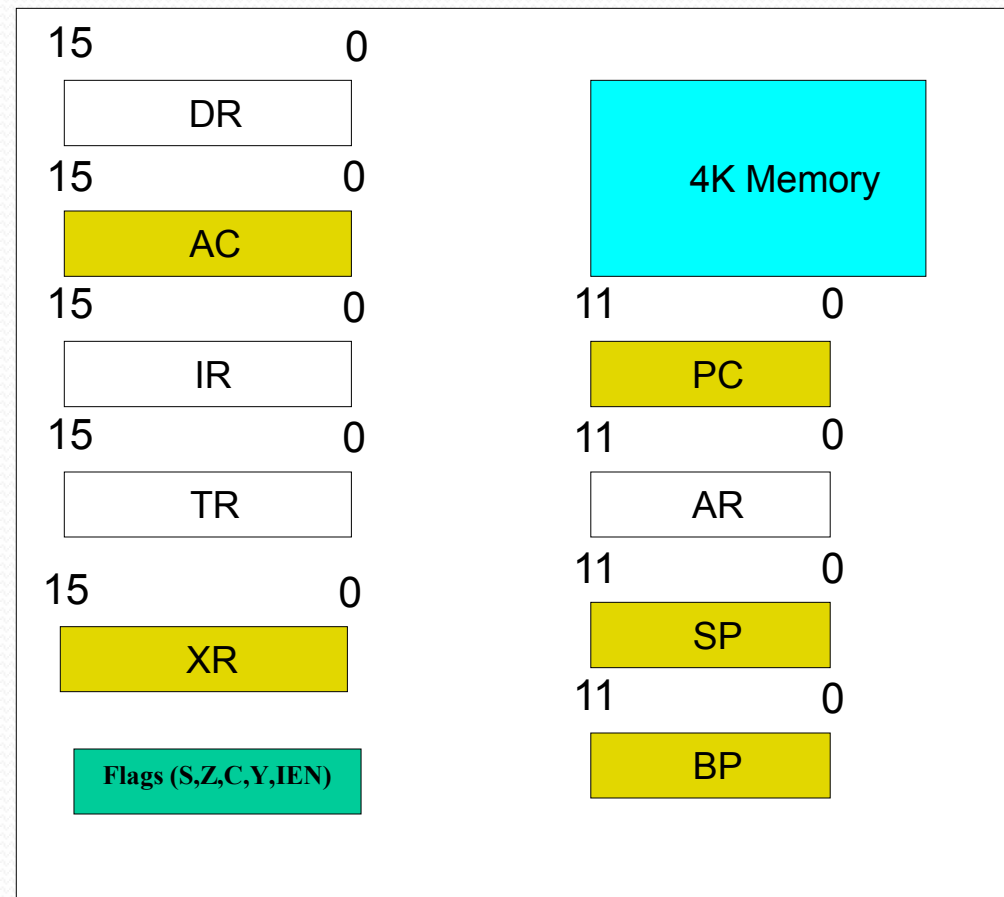 15 0
DR
15 0
AC
15 0
IR
15 0
TR
15 0
XR
Flags (S,Z,C,Y,IEN)
4K Memory
11 0
PC
11 0
AR
11 0
SP
11 0
BP